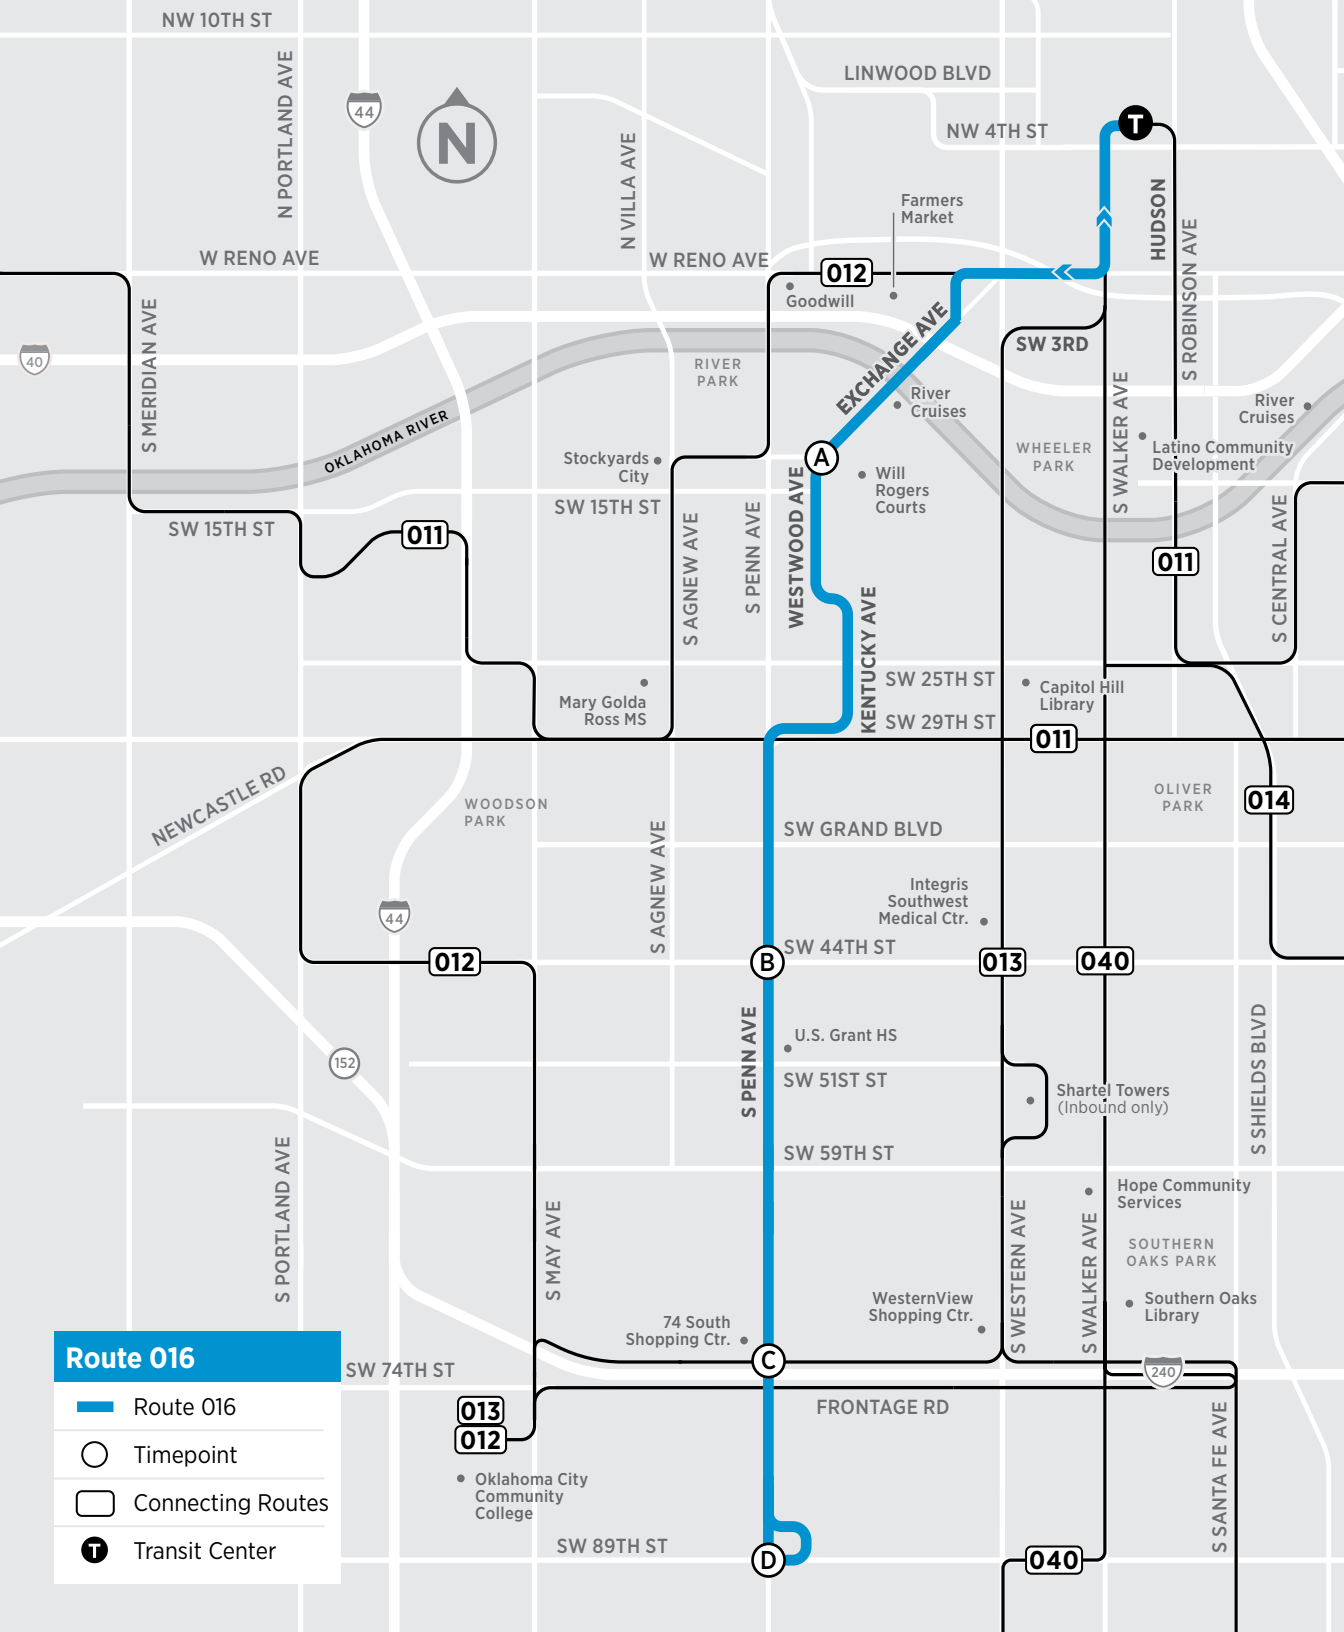 NW 10TH ST
LINWOOD BLVD
N PORTLAND AVE
44
N
NW 4TH ST
T
N VILLA AVE
HUDSON
Farmers
Market
S ROBINSON AVE
W RENO AVE
W RENO AVE
012
Goodwill
S MERIDIAN AVE
EXCHANGE AVE
SW 3RD
40
RIVER
PARK
River
Cruises
S WALKER AVE
River
Cruises
OKLAHOMA RIVER
WHEELER
PARK
Latino Community
Development
A
Stockyards
City
Will
Rogers
Courts
WESTWOOD AVE
SW 15TH ST
SW 15TH ST
S AGNEW AVE
S PENN AVE
S CENTRAL AVE
011
011
KENTUCKY AVE
SW 25TH ST
Capitol Hill
Library
Mary Golda
Ross MS
SW 29TH ST
011
NEWCASTLE RD
WOODSON
PARK
OLIVER
PARK
014
SW GRAND BLVD
S AGNEW AVE
Integris
Southwest
Medical Ctr.
44
SW 44TH ST
012
B
013
040
S PENN AVE
U.S. Grant HS
S SHIELDS BLVD
152
SW 51ST ST
Shartel Towers
(Inbound only)
SW 59TH ST
S PORTLAND AVE
Hope Community
Services
S MAY AVE
S WESTERN AVE
S WALKER AVE
SOUTHERN
OAKS PARK
WesternView
Shopping Ctr.
Southern Oaks
Library
74 South
Shopping Ctr.
C
Route 016
SW 74TH ST
240
Route 016
013
FRONTAGE RD
012
S SANTA FE AVE
Timepoint
Oklahoma City
Community
College
Connecting Routes
T
Transit Center
SW 89TH ST
D
040